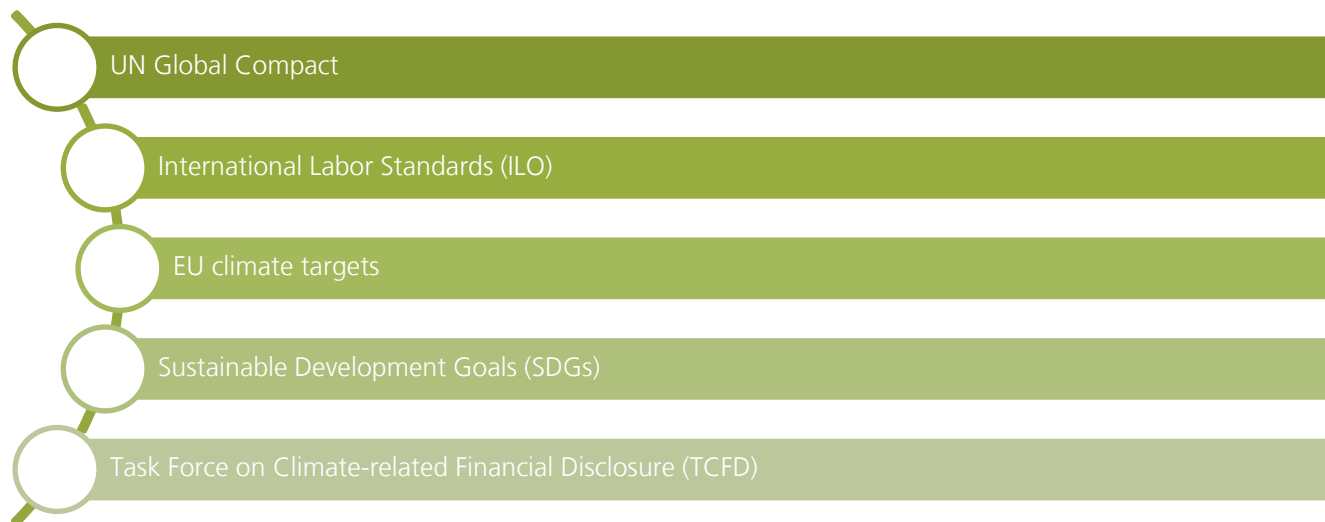 UN Global Compact
International Labor Standards (ILO)
EU climate targets
Sustainable Development Goals (SDGs)
Task Force on Climate-related Financial Disclosure (TCFD)